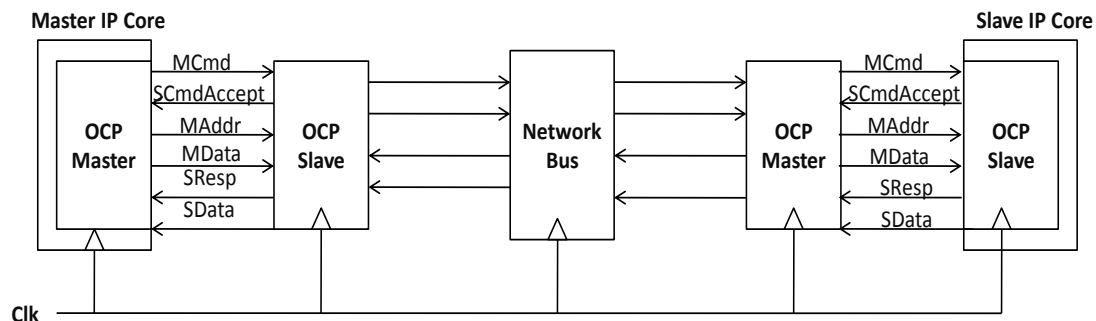 Master IP Core
Slave IP Core
MCmd
SCmdAccept
MAddr
MData
SResp
SData
OCP
Master
OCP
Slave
Network
Bus
OCP
Master
MCmd
SCmdAccept
MAddr
MData
SResp
SData
OCP
Slave
Clk